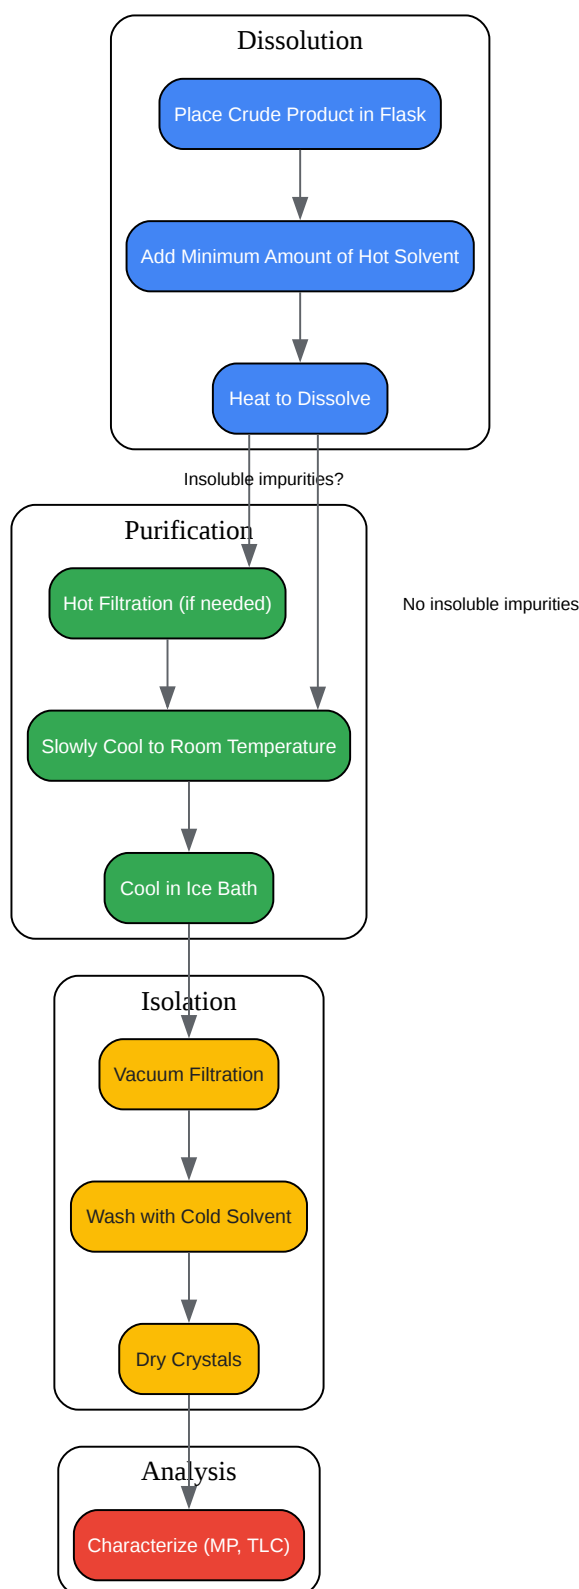 Dissolution
Place Crude Product in Flask
Add Minimum Amount of Hot Solvent
Heat to Dissolve
Insoluble impurities?
Purification
Hot Filtration (if needed)
No insoluble impurities
Slowly Cool to Room Temperature
Cool in Ice Bath
Isolation
Vacuum Filtration
Wash with Cold Solvent
Dry Crystals
Analysis
Characterize (MP, TLC)